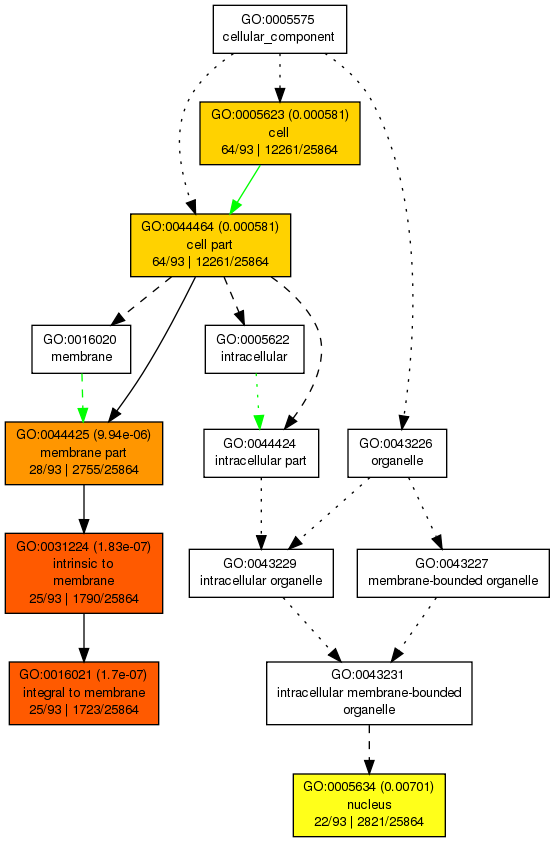 GO:0005575
cellular_component
GO:0005623 (0.000581)
cell
64/93 | 12261/25864
GO:0044464 (0.000581)
cell part
64/93 | 12261/25864
GO:0016020
membrane
GO:0005622
intracellular
GO:0044425 (9.94e-06)
membrane part
28/93 | 2755/25864
GO:0044424
intracellular part
GO:0043226
organelle
GO:0031224 (1.83e-07)
intrinsic to
membrane
25/93 | 1790/25864
GO:0043229
intracellular organelle
GO:0043227
membrane-bounded organelle
GO:0016021 (1.7e-07)
integral to membrane
25/93 | 1723/25864
GO:0043231
intracellular membrane-bounded
organelle
GO:0005634 (0.00701)
nucleus
22/93 | 2821/25864